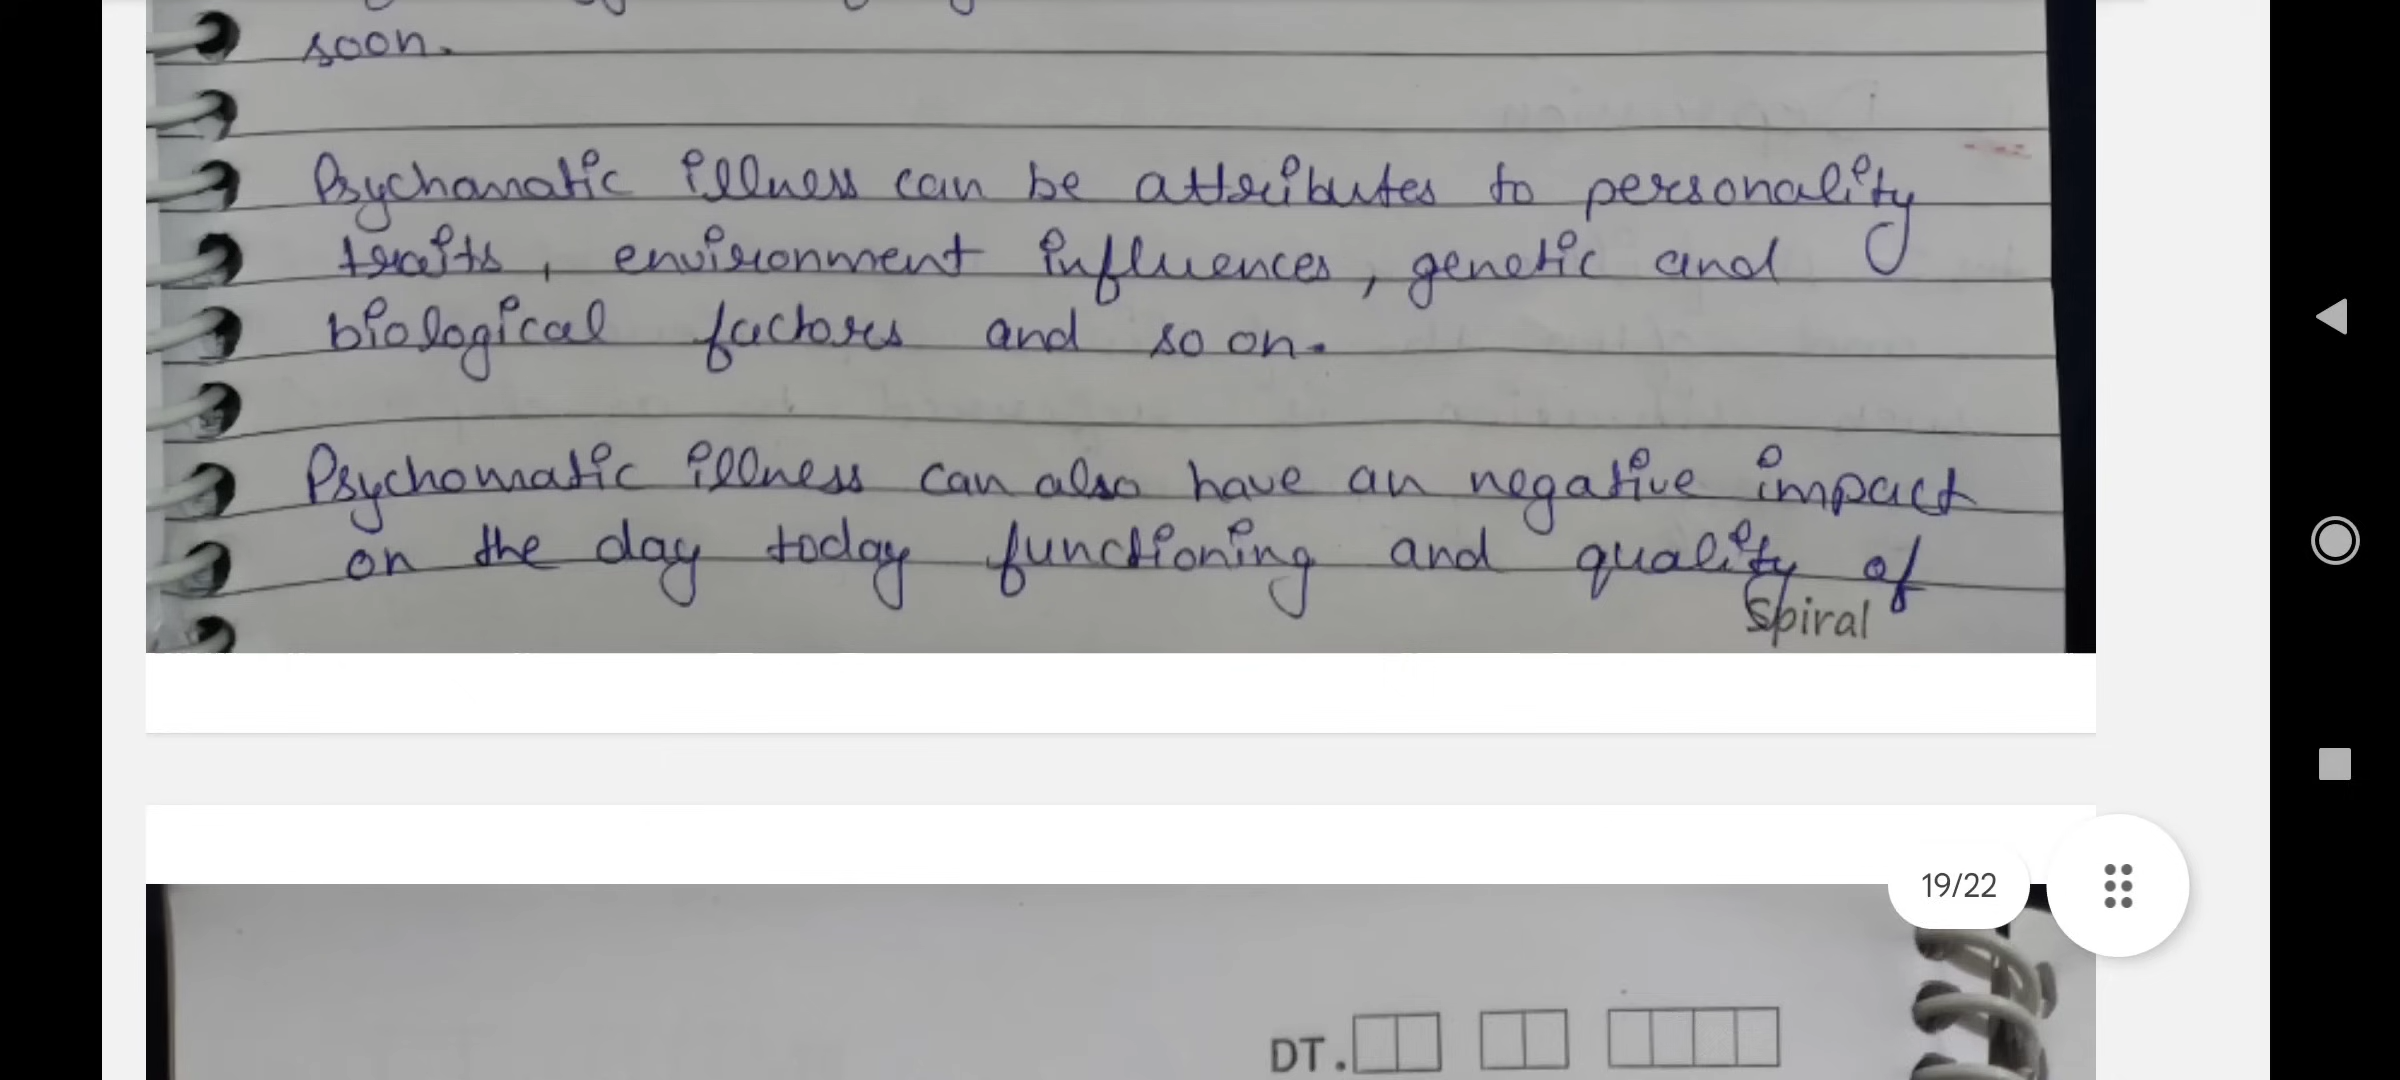 soon.
Psychamatic illness can be attributes to personality
traits, environment influences, genetic and
biological factors and so on.
Psychomatic illness can also have an negative impact
on the day today functioning and quality of
Spiral
19/22
DT.